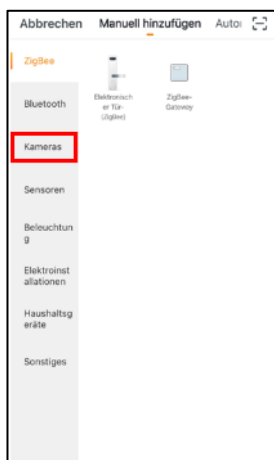 Abbrechen Manuell hinzufügen Auto
ZigBee
Elektronisch
er Tür-
(ZigBee)
ZigBee-
Gateway
Bluetooth
Kameras
Sensoren
Beleuchtun
g
Elektroinst
allationen
Haushaltsg
eräte
Sonstiges